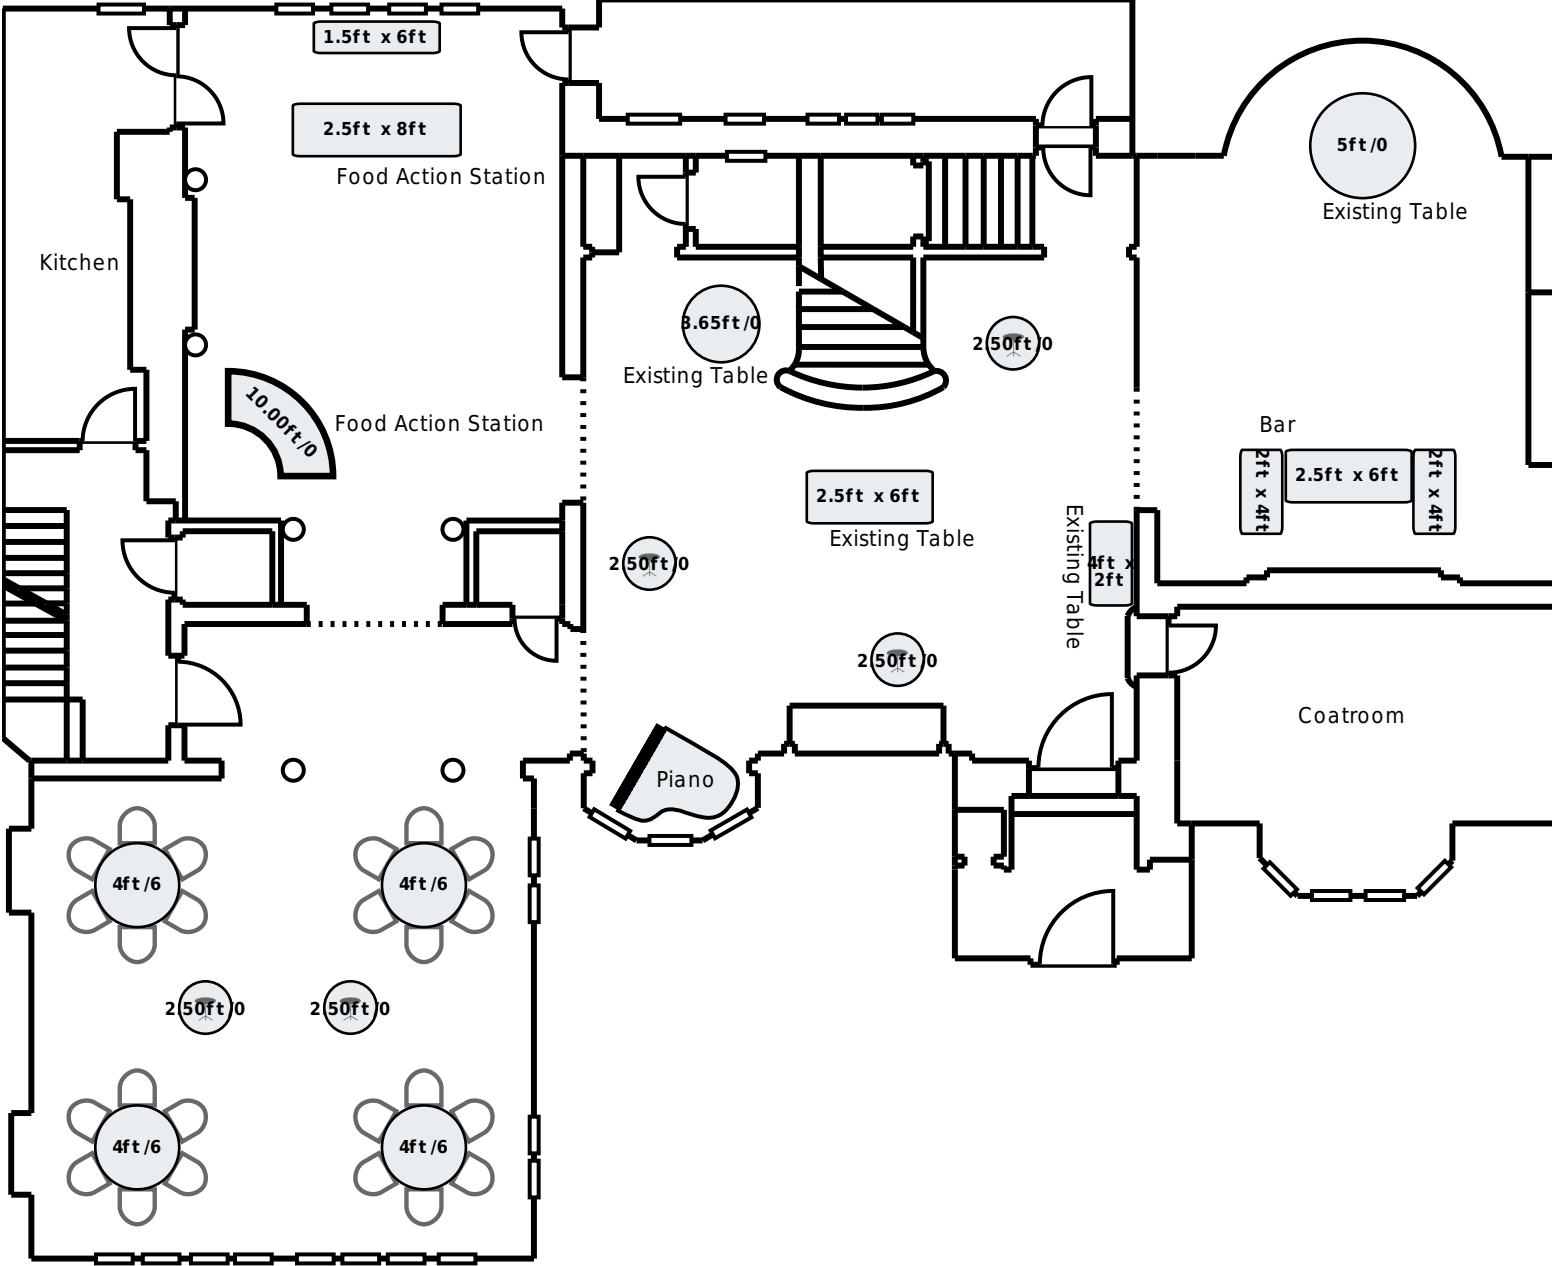 1.5ft x 6ft
2.5ft x 8ft
Food Action Station
5ft/0
Existing Table
Kitchen
3.65ft/0
Existing Table
2.50ft/0
10.00ft/0
Food Action Station
Bar
2ft x 4ft
2.5ft x 6ft
2ft x 4ft
2.5ft x 6ft
Existing Table
Existing Table
4ft x
2ft
2.50ft/0
2.50ft/0
Coatroom
Piano
4ft/6
4ft/6
2.50ft/0
2.50ft/0
4ft/6
4ft/6